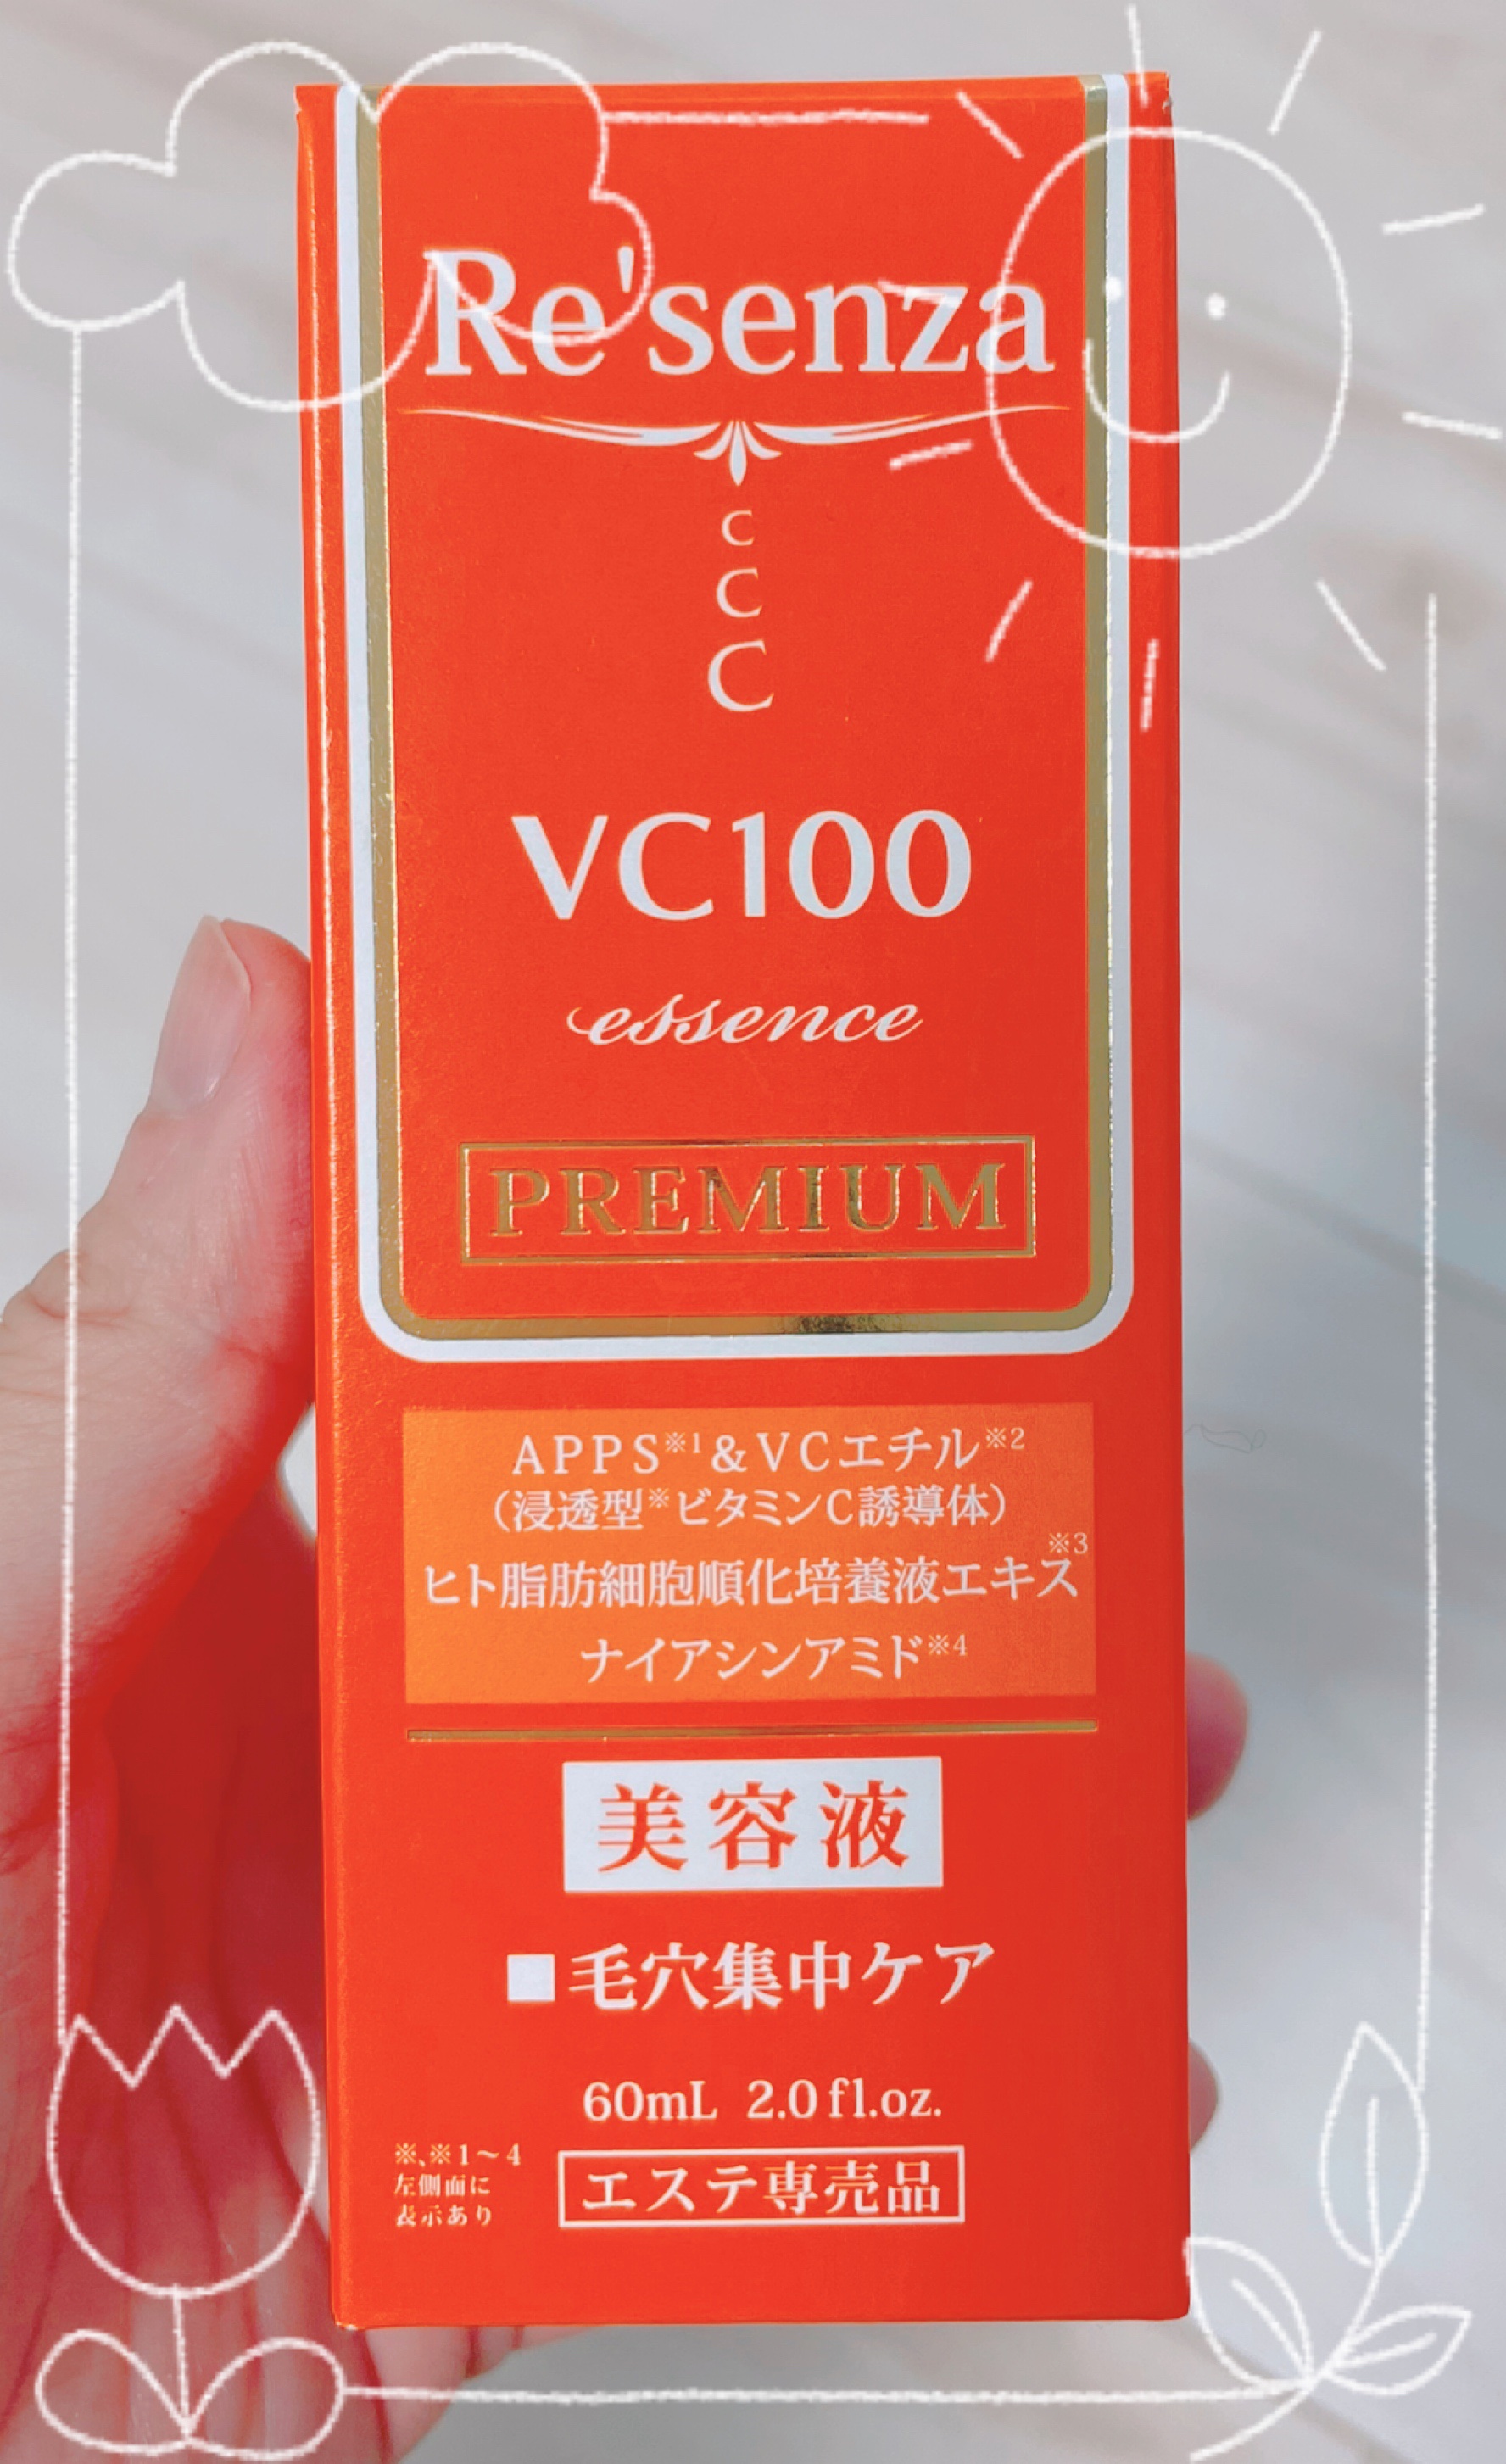 Re'senza
C
C
C
VC100
essence
PREMIUM
APPS※1&VCエチル※2
(浸透型※ビタミンC誘導体)
ヒト脂肪細胞順化培養液エキス※3
ナイアシンアミド※4
美容液
■毛穴集中ケア
60mL 2.0fl.oz.
※、※1～4
左側面に
表示あり
エステ専売品